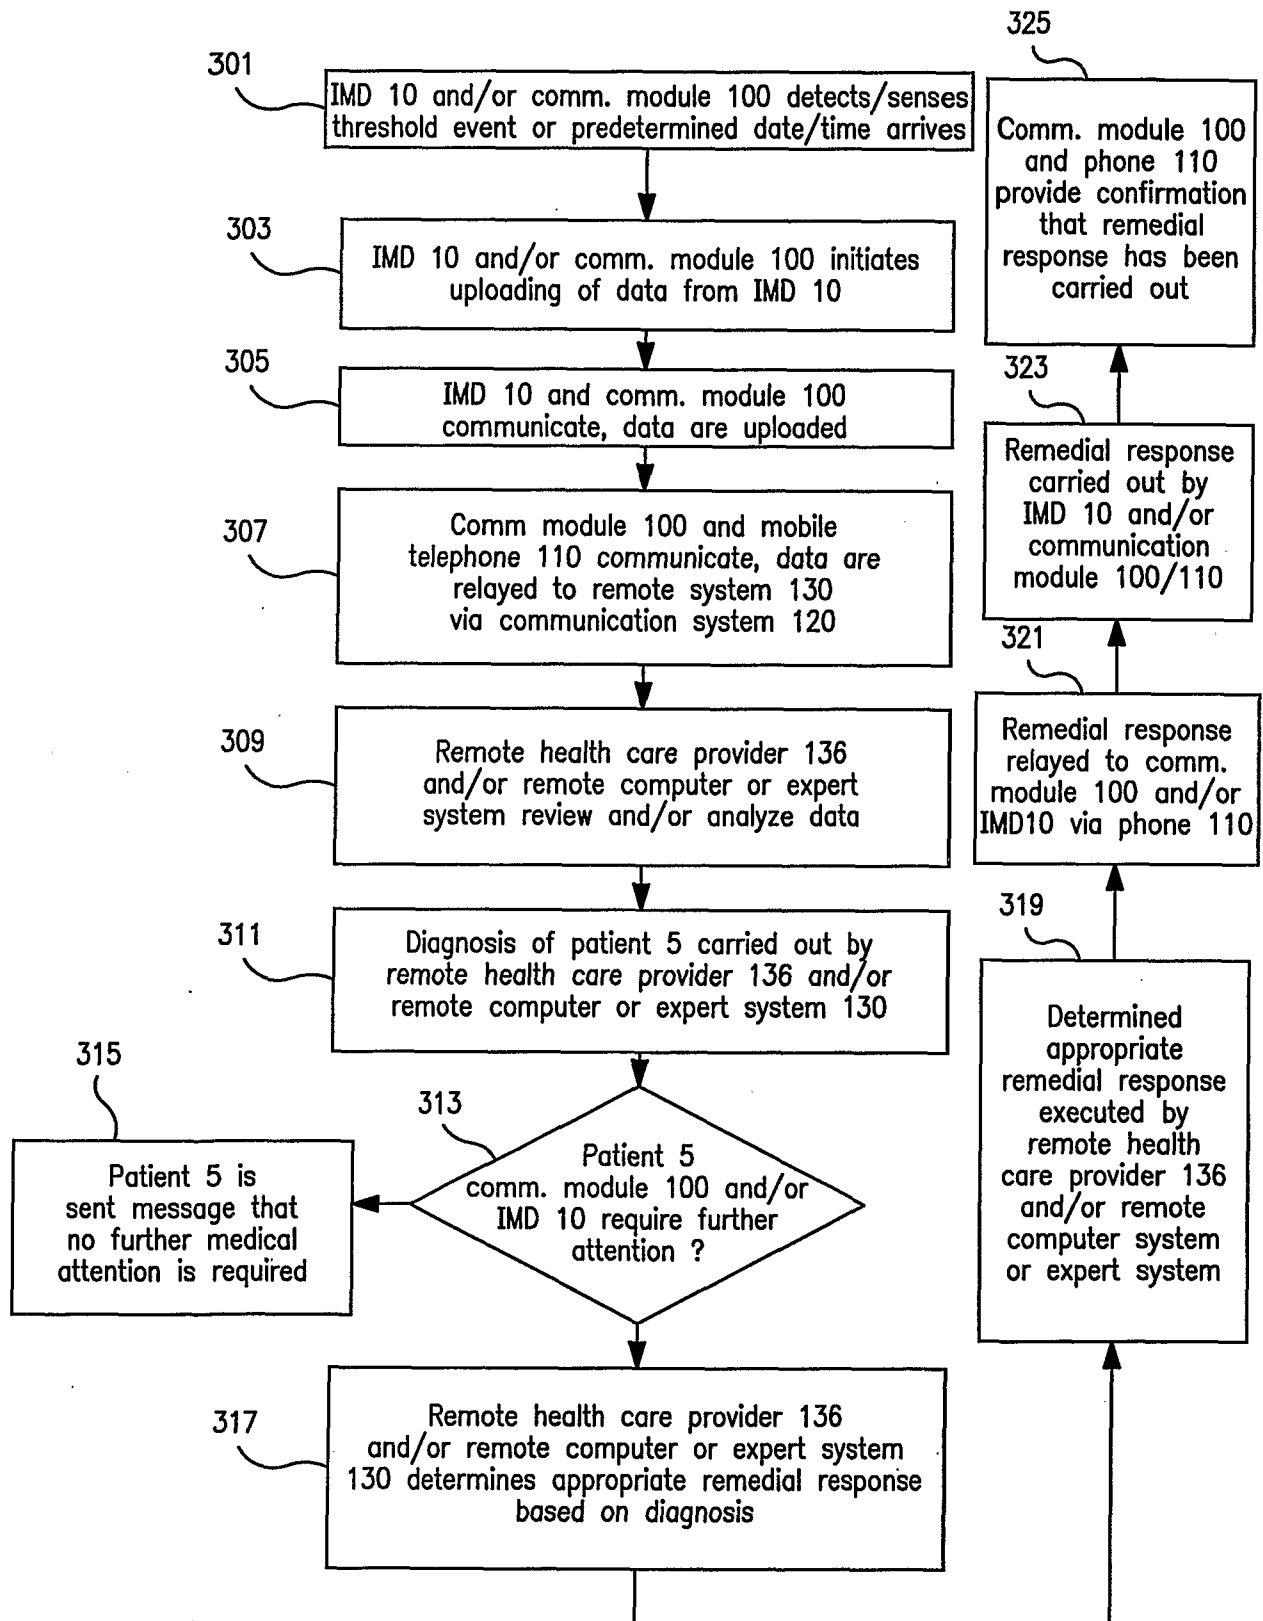 301
IMD 10 and/or comm. module 100 detects/senses
threshold event or predetermined date/time arrives
303
IMD 10 and/or comm. module 100 initiates
uploading of data from IMD 10
305
IMD 10 and comm. module 100
communicate, data are uploaded
307
Comm module 100 and mobile
telephone 110 communicate, data are
relayed to remote system 130
via communication system 120
309
Remote health care provider 136
and/or remote computer or expert
system review and/or analyze data
311
Diagnosis of patient 5 carried out by
remote health care provider 136 and/or
remote computer or expert system 130
313
Patient 5
comm. module 100 and/or
IMD 10 require further
attention ?
315
Patient 5 is
sent message that
no further medical
attention is required
317
Remote health care provider 136
and/or remote computer or expert system
130 determines appropriate remedial response
based on diagnosis
319
Determined
appropriate
remedial response
executed by
remote health
care provider 136
and/or remote
computer system
or expert system
321
Remedial response
relayed to comm.
module 100 and/or
IMD10 via phone 110
323
Remedial response
carried out by
IMD 10 and/or
communication
module 100/110
325
Comm. module 100
and phone 110
provide confirmation
that remedial
response has been
carried out